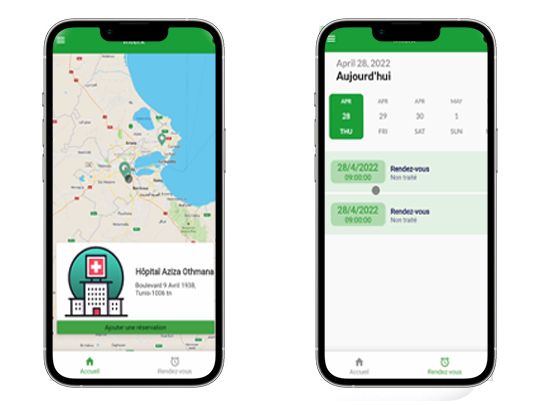 Ariana
Hôpital Aziza Othmana
Boulevard 9 Avril 1938,
Tunis-1006 tn
Ajouter une réservation
Accueil
Rendez-vous
April 28, 2022
Aujourd'hui
APR APR APR MAY
28 29 30 1
THU FRI SAT SUN
28/4/2022 Rendez-vous
09:00:00 Non traité
28/4/2022 Rendez-vous
09:00:00 Non traité
Accueil
Rendez-vous